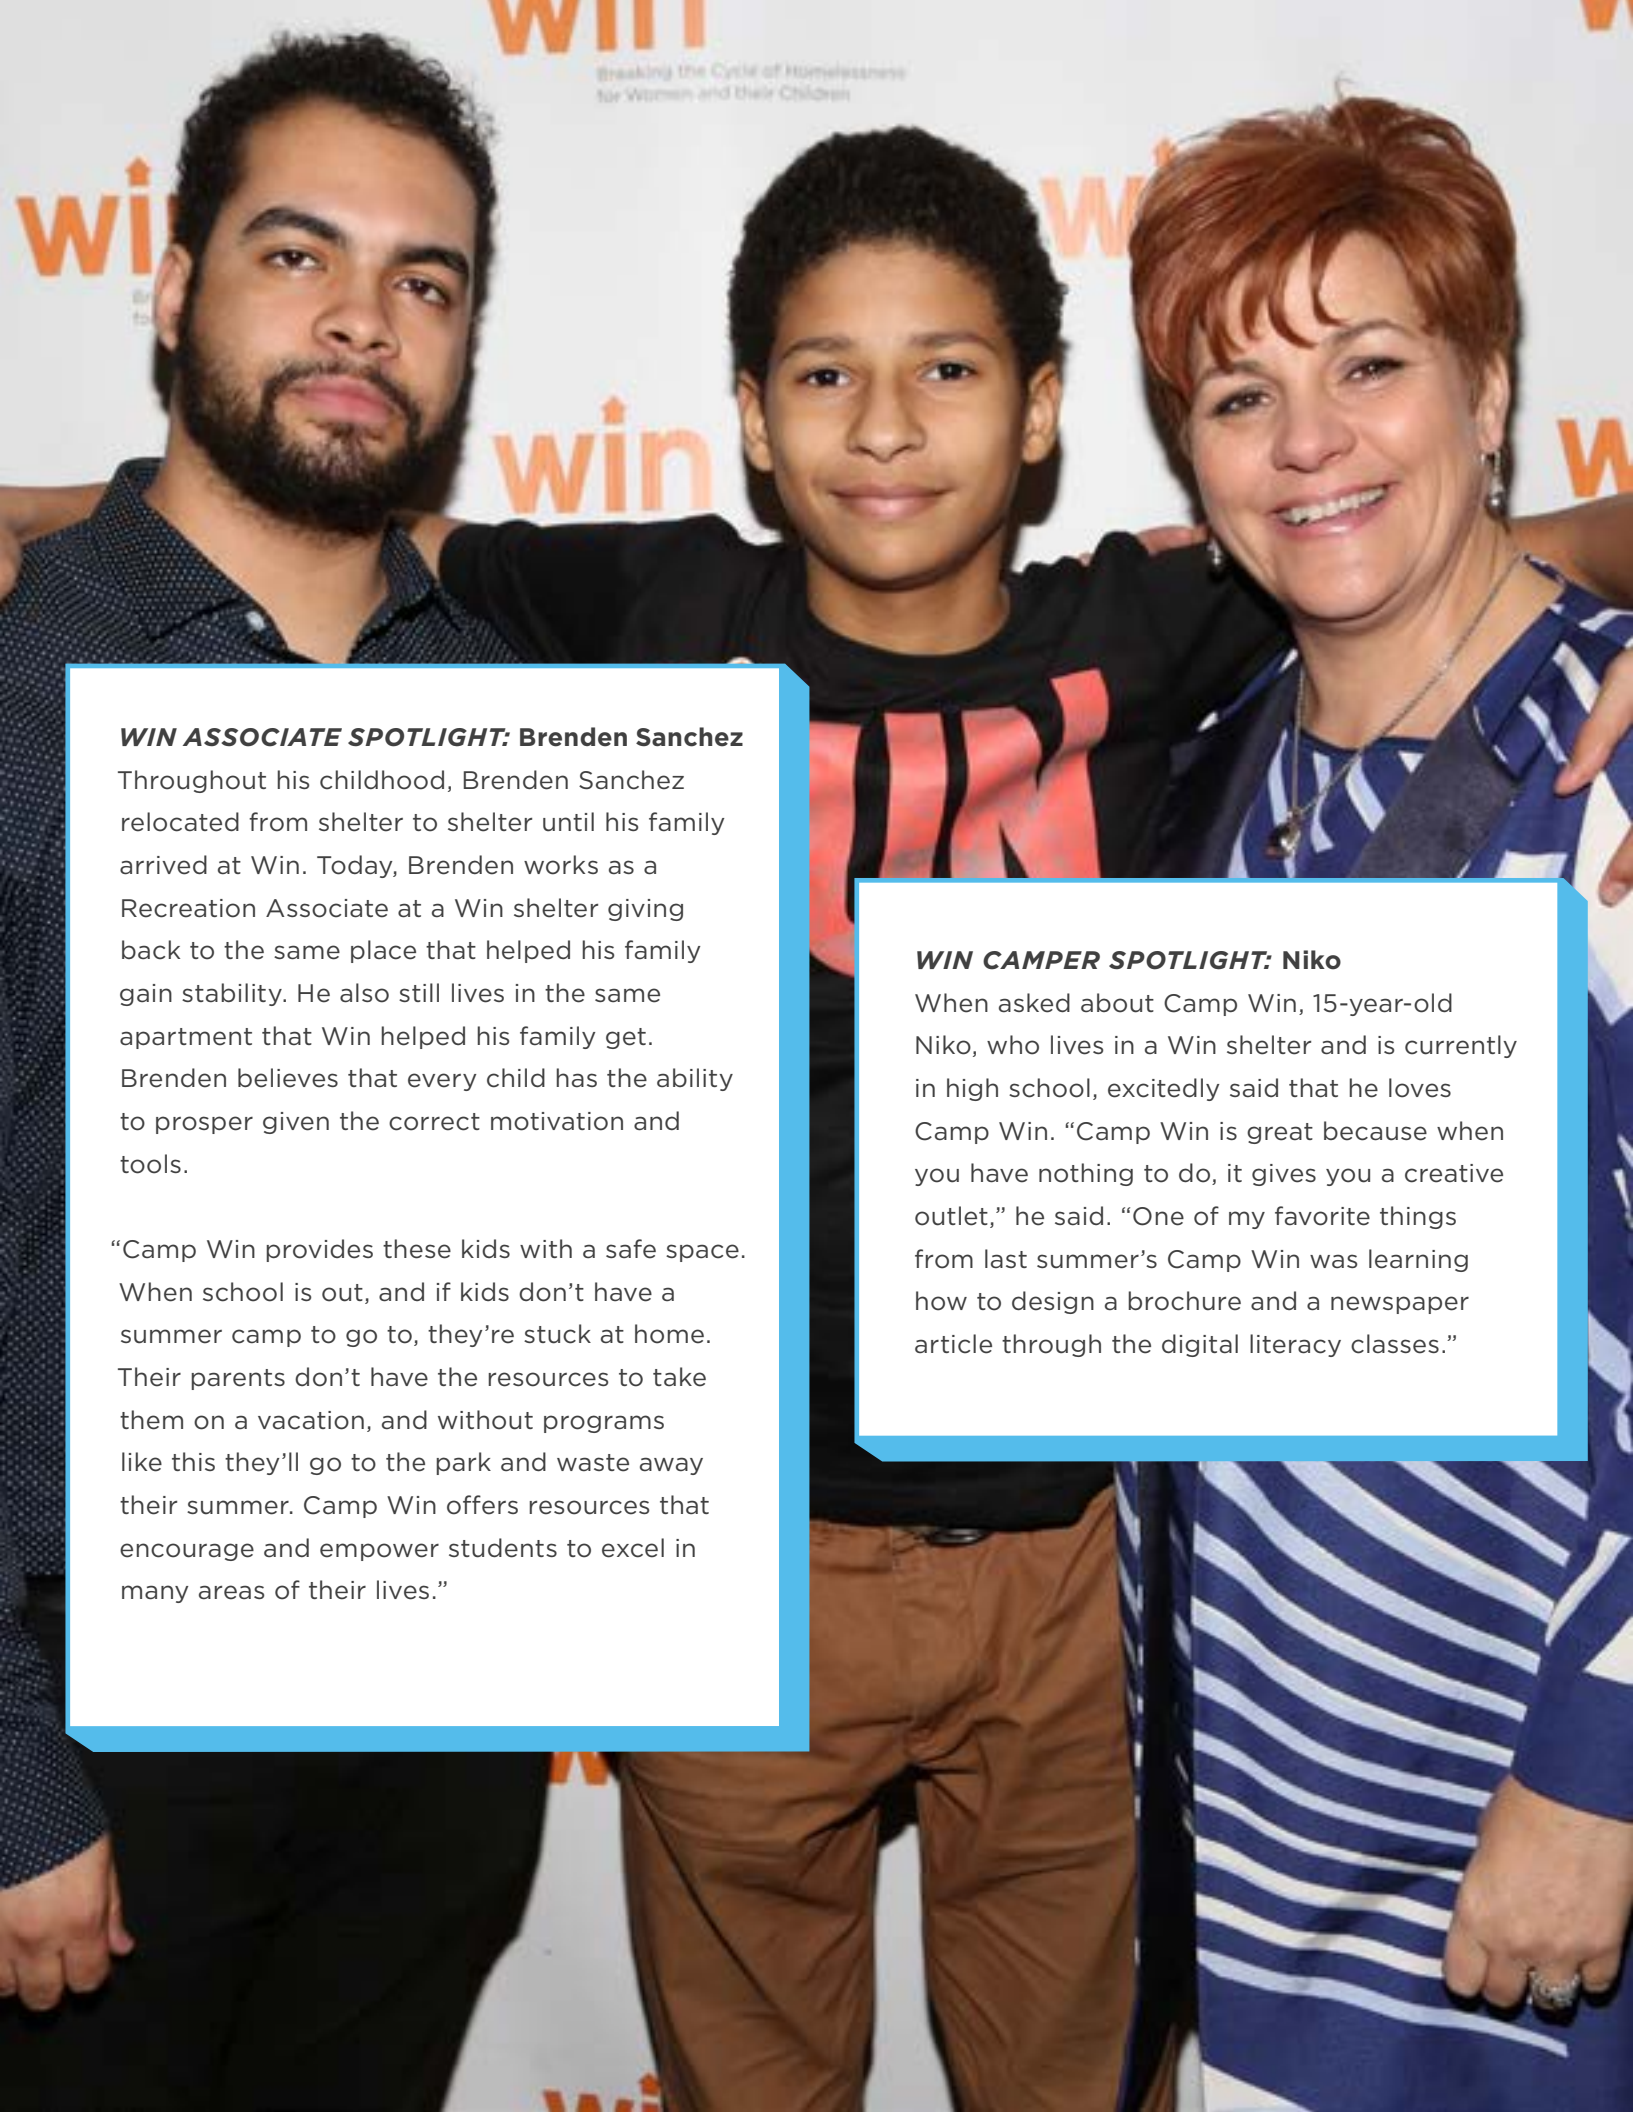 win
Breaking the Cycle of Homelessness
for Women and their Children
win
WIN ASSOCIATE SPOTLIGHT: Brenden Sanchez
Throughout his childhood, Brenden Sanchez
relocated from shelter to shelter until his family
arrived at Win. Today, Brenden works as a
Recreation Associate at a Win shelter giving
back to the same place that helped his family
gain stability. He also still lives in the same
apartment that Win helped his family get.
Brenden believes that every child has the ability
to prosper given the correct motivation and
tools.
“Camp Win provides these kids with a safe space.
When school is out, and if kids don’t have a
summer camp to go to, they’re stuck at home.
Their parents don’t have the resources to take
them on a vacation, and without programs
like this they’ll go to the park and waste away
their summer. Camp Win offers resources that
encourage and empower students to excel in
many areas of their lives.”
WIN CAMPER SPOTLIGHT: Niko
When asked about Camp Win, 15-year-old
Niko, who lives in a Win shelter and is currently
in high school, excitedly said that he loves
Camp Win. “Camp Win is great because when
you have nothing to do, it gives you a creative
outlet,” he said. “One of my favorite things
from last summer’s Camp Win was learning
how to design a brochure and a newspaper
article through the digital literacy classes.”